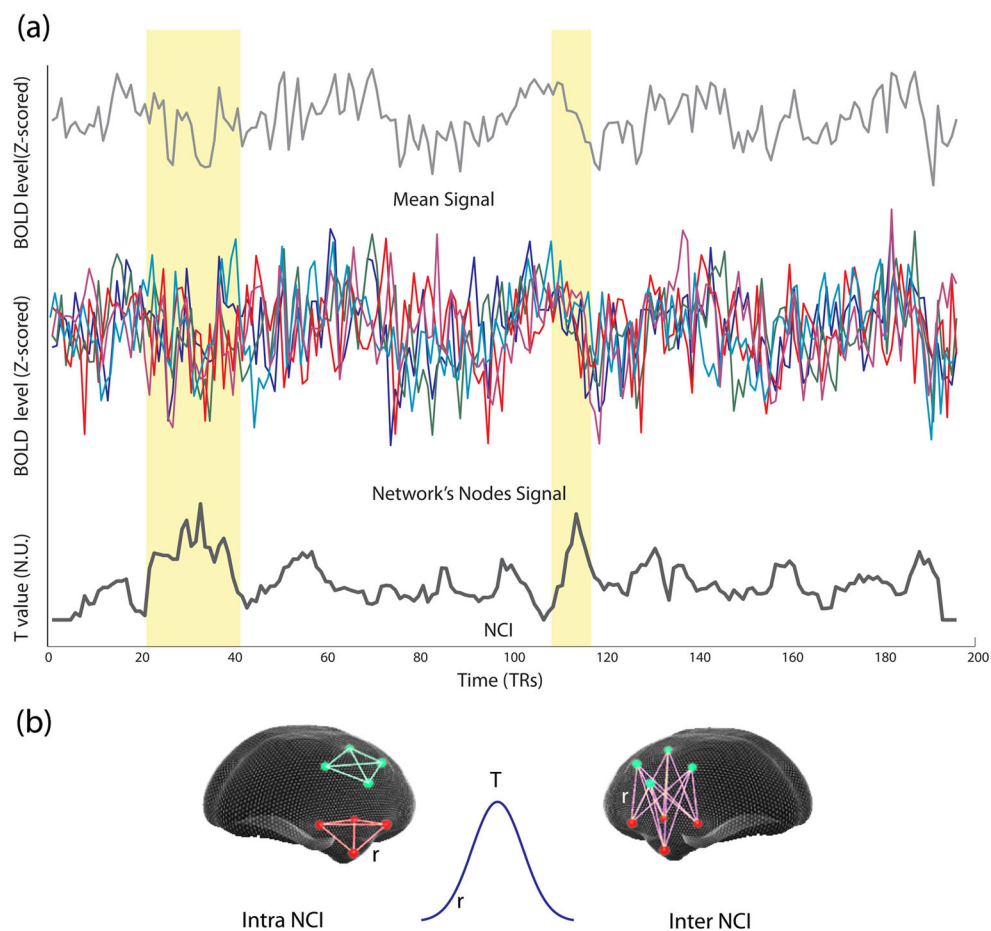 (a)
BOLD level(Z-scored)
Mean Signal
BOLD level (Z-scored)
Network's Nodes Signal
T value (N.U.)
NCI
0 20 40 60 80 100 120 140 160 180 200
Time (TRs)
(b)
T
r
r
r
Intra NCI
Inter NCI